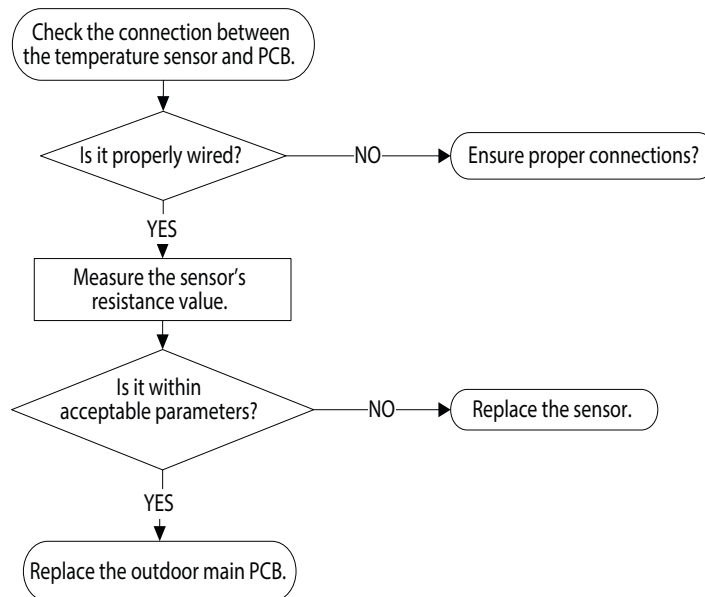 Check the connection between
the temperature sensor and PCB.
Is it properly wired?
NO
Ensure proper connections?
YES
Measure the sensor’s
resistance value.
Is it within
acceptable parameters?
NO
Replace the sensor.
YES
Replace the outdoor main PCB.